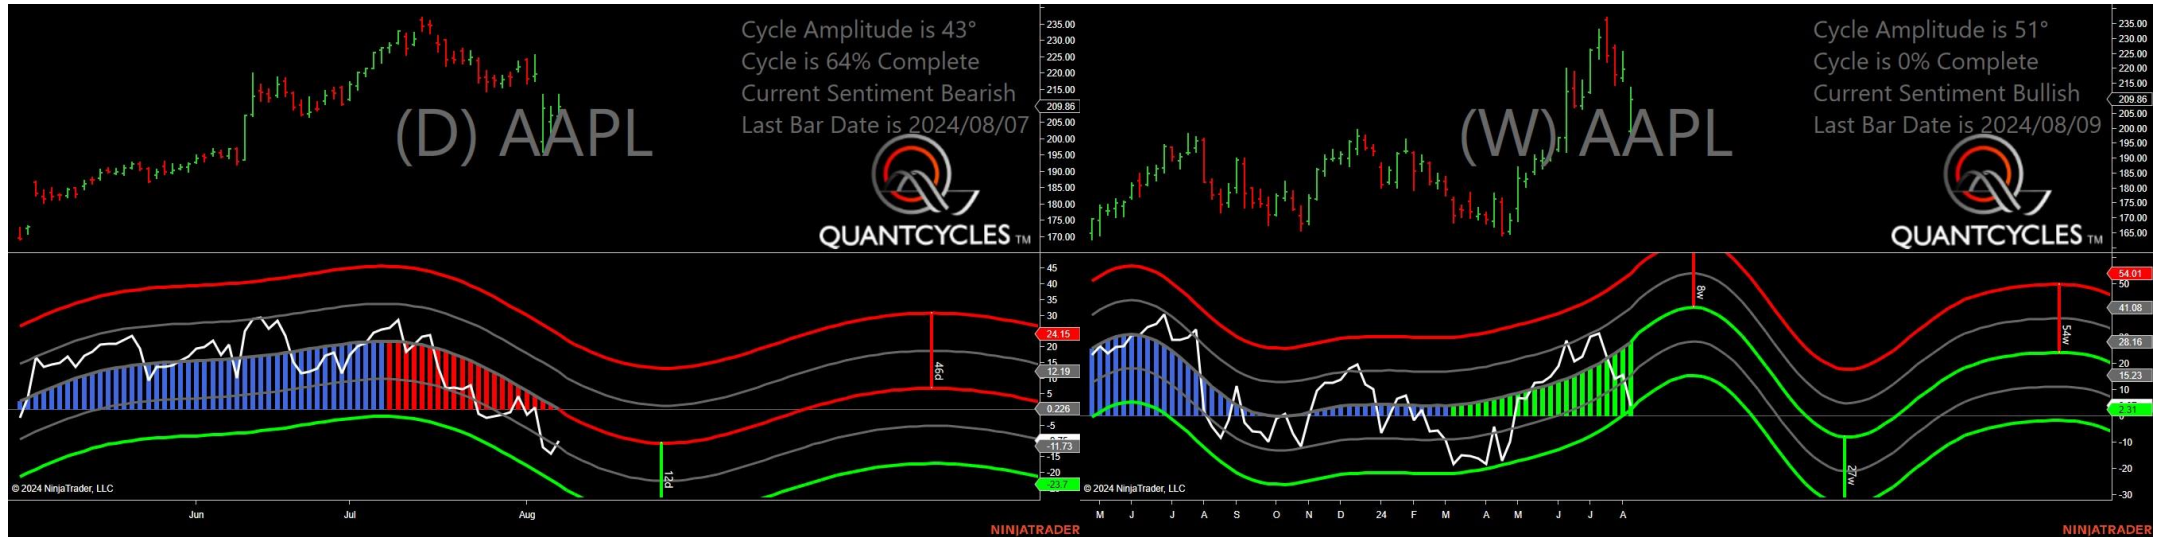 Cycle Amplitude is 43°
Cycle is 64% Complete
Current Sentiment Bearish
Last Bar Date is 2024/08/07
(D) AAPL
QUANTCYCLES TM
235.00
230.00
225.00
220.00
215.00
209.86
205.00
200.00
195.00
190.00
185.00
180.00
175.00
170.00
45
40
35
30
24.15
20
15
12.19
10
5
0.226
-5
-11.73
-15
-20
-23.7
46d
12d
© 2024 NinjaTrader, LLC
Jun
Jul
Aug
NINJATRADER
Cycle Amplitude is 51°
Cycle is 0% Complete
Current Sentiment Bullish
Last Bar Date is 2024/08/09
(W) AAPL
QUANTCYCLES TM
235.00
230.00
225.00
220.00
215.00
209.86
205.00
200.00
195.00
190.00
185.00
180.00
175.00
170.00
165.00
54.01
50
41.08
28.16
20
15.23
10
2.31
-10
-20
-30
8w
27w
54w
© 2024 NinjaTrader, LLC
M J J A S O N D 24 F M A M J J A
NINJATRADER